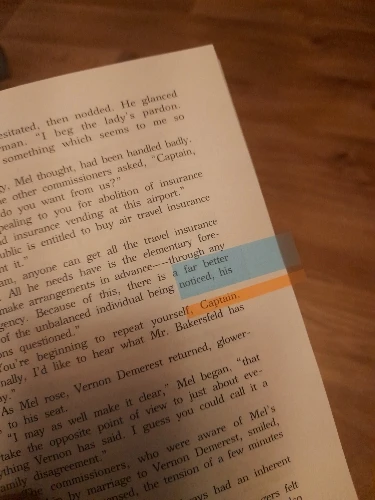 esitated, then nodded. He glanced
man. "I beg the lady's pardon.
something which seems to me so
y, Mel thought, had been handled badly.
e other commissioners asked, "Captain,
do you want from us?"
pealing to you for abolition of insurance
d insurance vending at this airport."
ublic is entitled to buy air travel insurance
nt it."
am, anyone can get all the travel insurance
. All he needs have is the elementary fore-
make arrangements in advance—through any
gency. Because of this, there is a far better
of the unbalanced individual being noticed, his
ons questioned."
You're beginning to repeat yourself, Captain.
nally, I'd like to hear what Mr. Bakersfeld has
y."
As Mel rose, Vernon Demerest returned, glower-
to his seat.
"I may as well make it clear," Mel began, "that
take the opposite point of view to just about eve-
ything Vernon has said. I guess you could call it a
amily disagreement."
commissioners, who were aware of Mel's
by marriage to Vernon Demerest, smiled,
sensed, the tension of a few minutes
had an inherent
felt